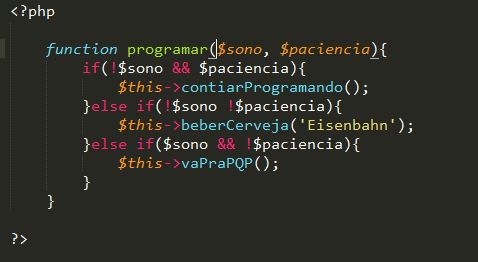 <?php
function programar($sono, $paciencia){
if(!$sono && $paciencia){
$this->contiarProgramando();
}else if(!$sono !$paciencia){
$this->beberCerveja('Eisenbahn');
}else if($sono && !$paciencia){
$this->vaPraPQP();
}
}
?>